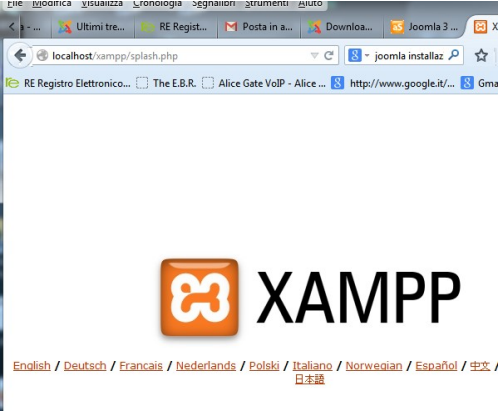 File Modifica Visualizza Cronologia Segnalibri Strumenti Aiuto
a - ... Ultimi tre... RE Regist... Posta in a... Downloa... Joomla 3 ... X
localhost/xampp/splash.php joomla installaz
RE Registro Elettronico... The E.B.R. Alice Gate VoIP - Alice ... http://www.google.it/... Gma
XAMPP
English / Deutsch / Francais / Nederlands / Polski / Italiano / Norwegian / Español / 中文 /
日本語